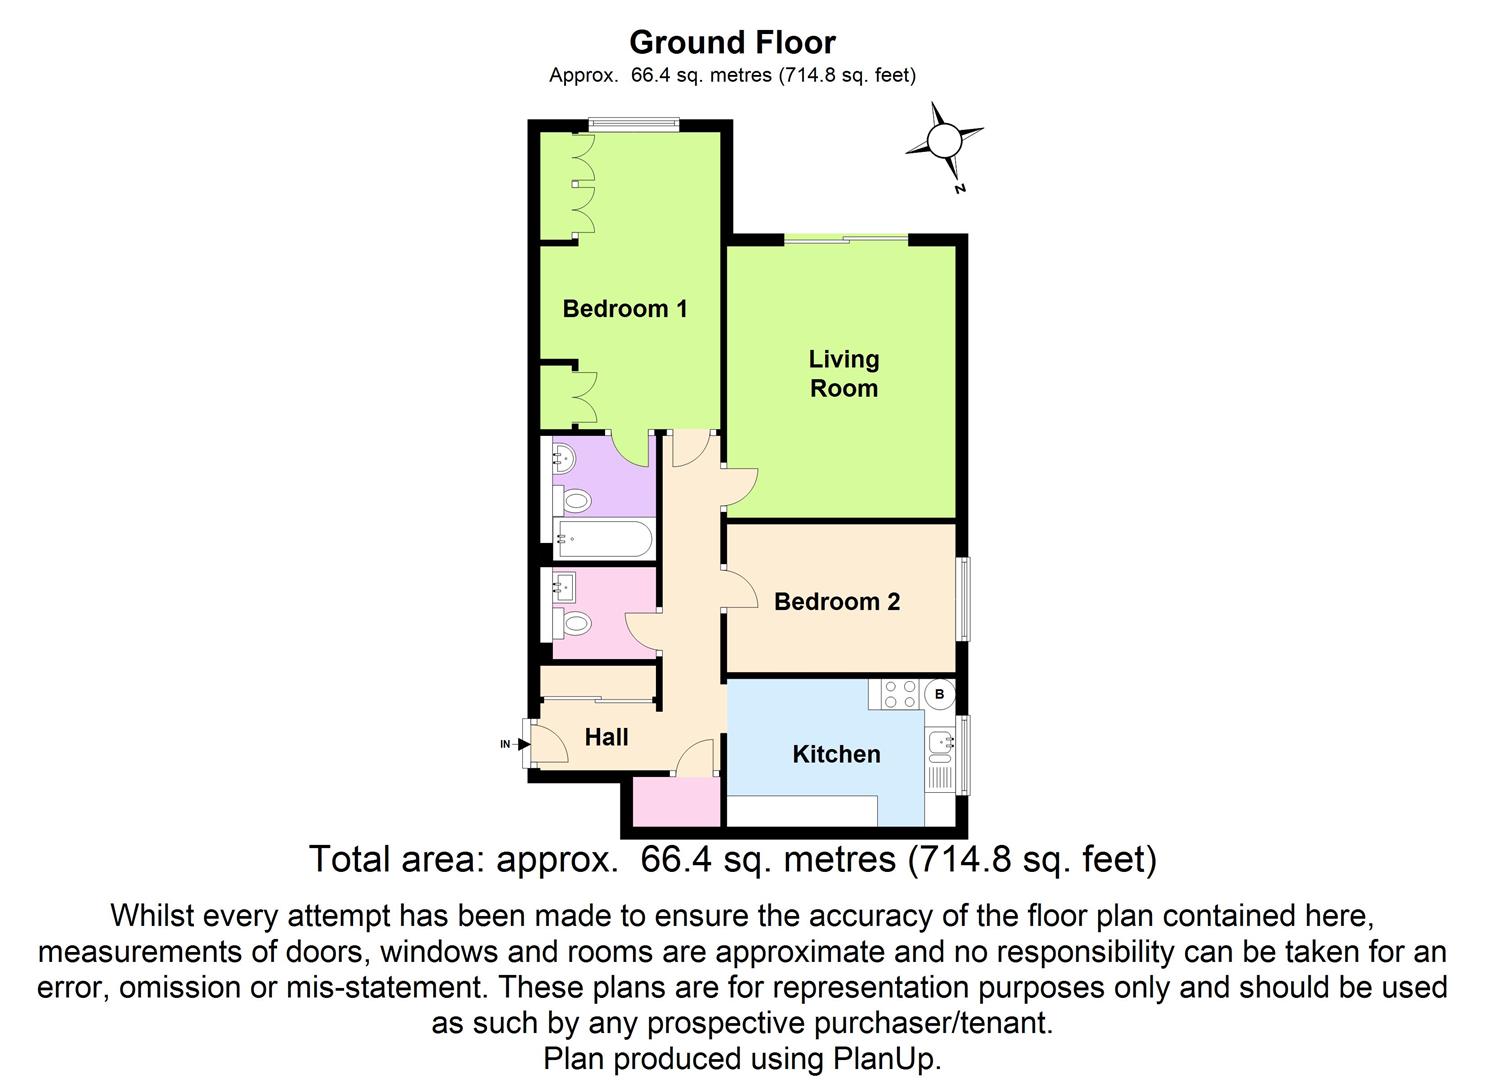 Ground Floor
Approx. 66.4 sq. metres (714.8 sq. feet)
N
Bedroom 1
Living
Room
Bedroom 2
B
Hall
IN
Kitchen
Total area: approx. 66.4 sq. metres (714.8 sq. feet)
Whilst every attempt has been made to ensure the accuracy of the floor plan contained here,
measurements of doors, windows and rooms are approximate and no responsibility can be taken for an
error, omission or mis-statement. These plans are for representation purposes only and should be used
as such by any prospective purchaser/tenant.
Plan produced using PlanUp.